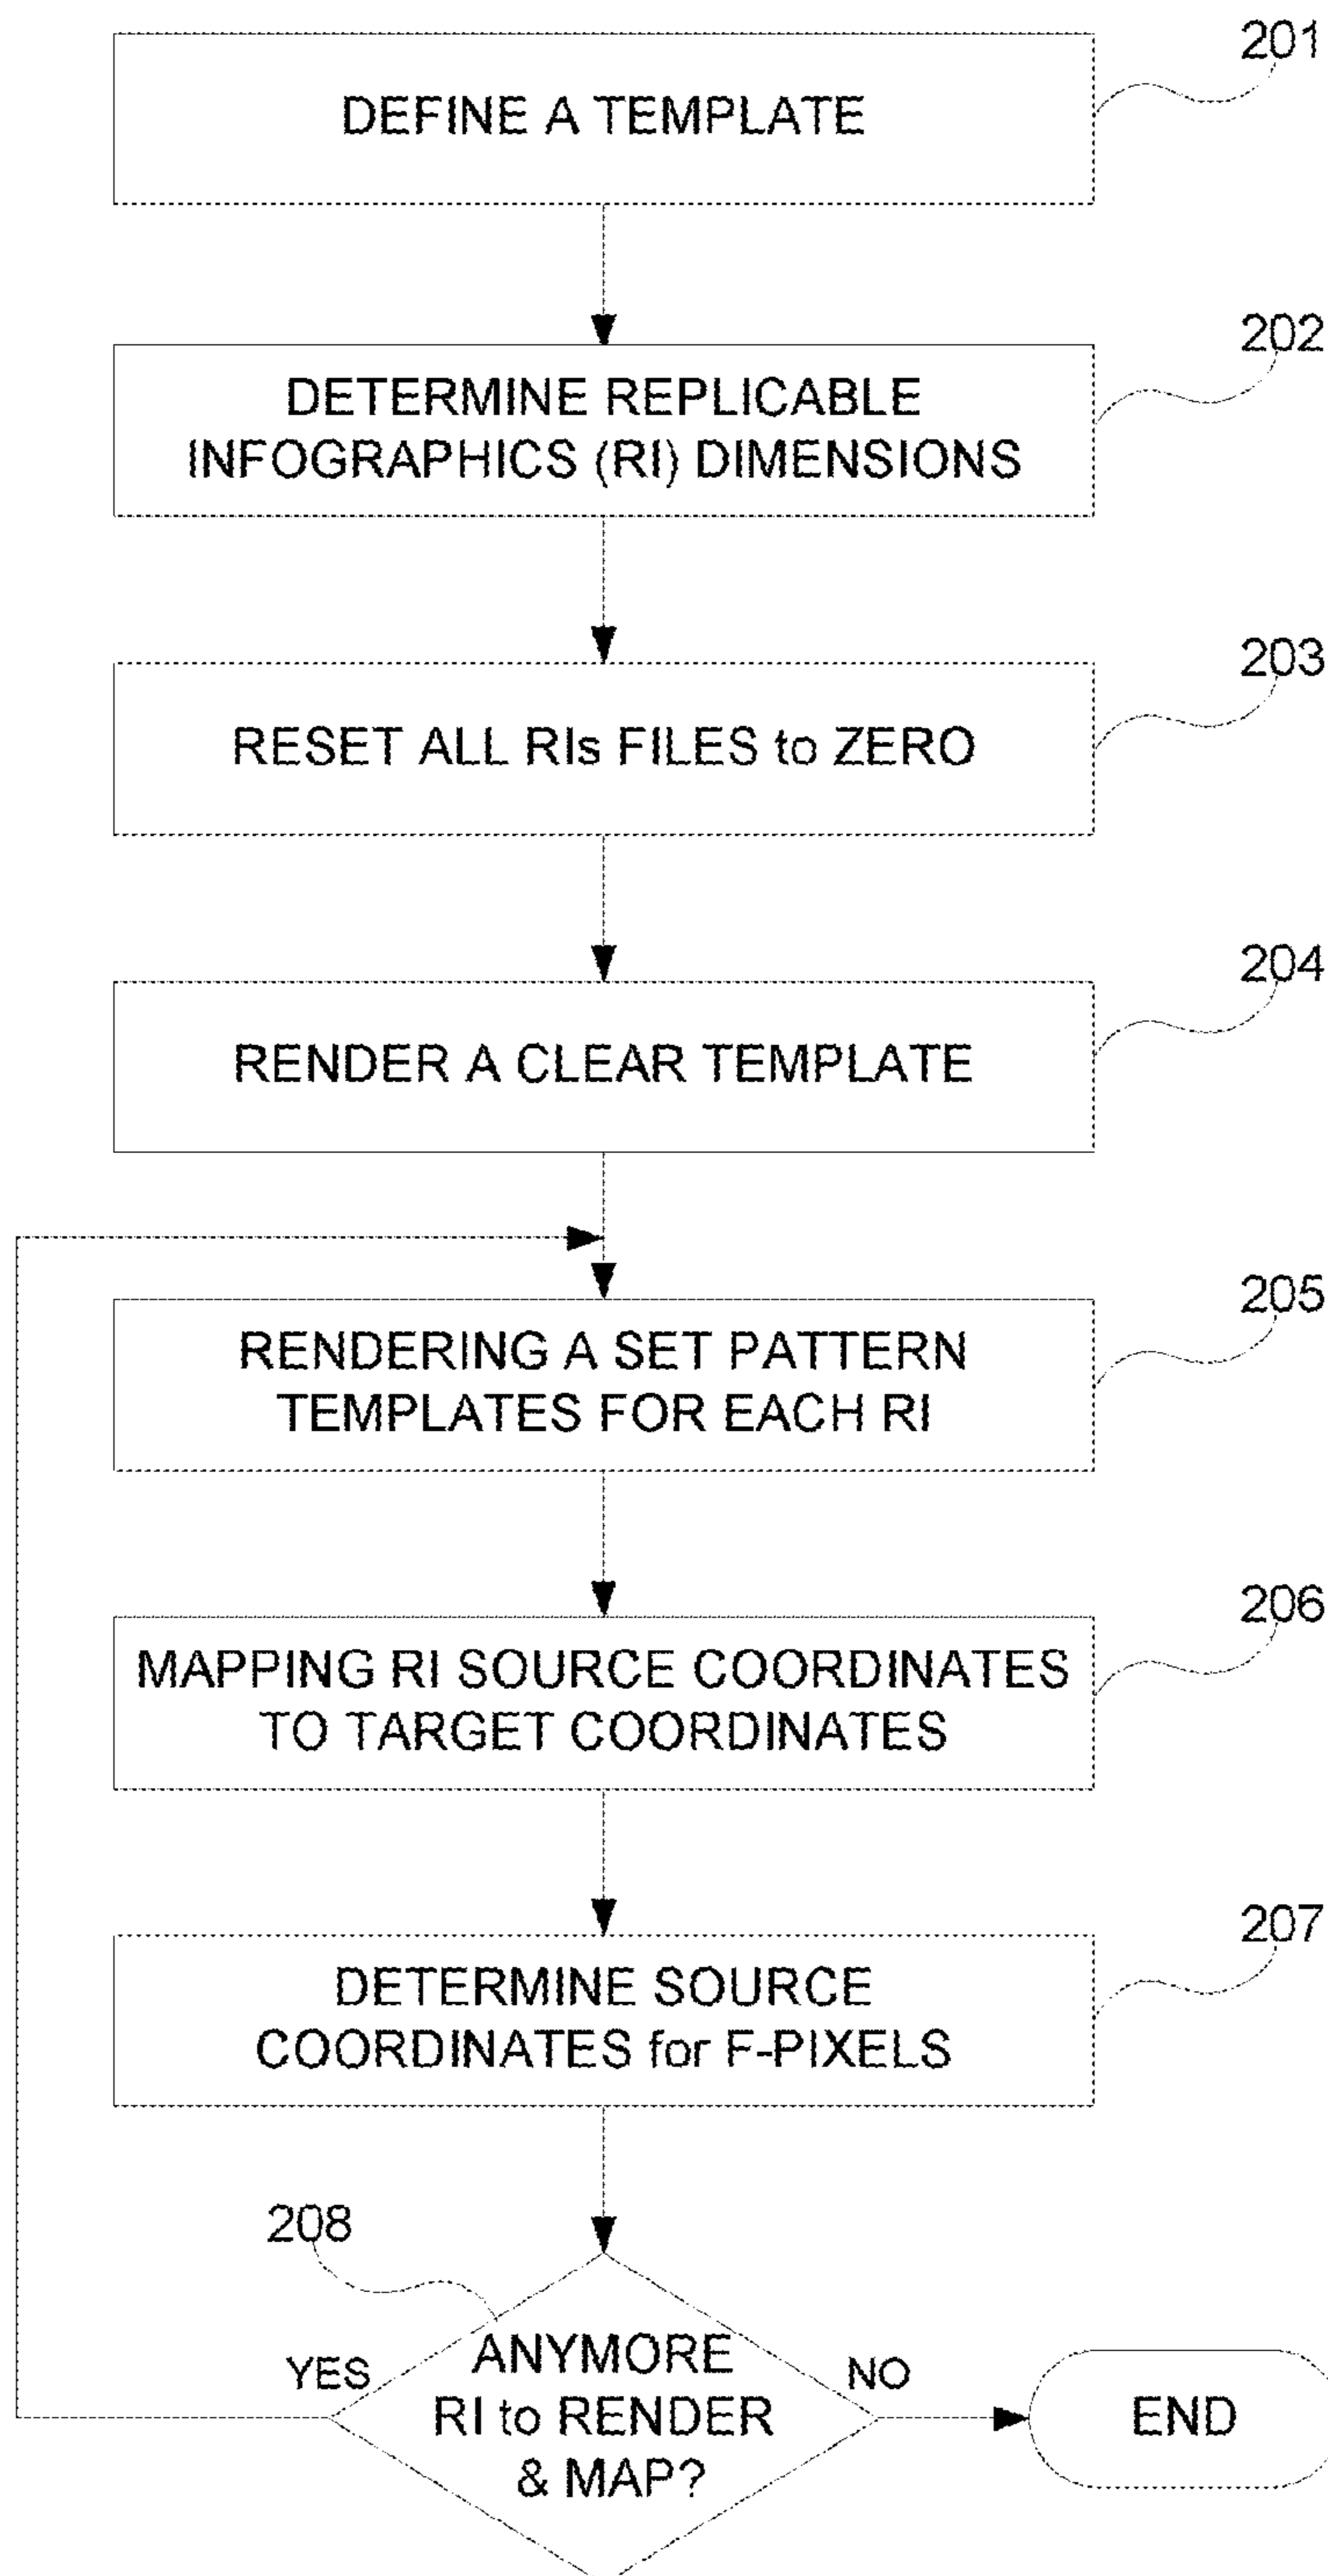 201
DEFINE A TEMPLATE
202
DETERMINE REPLICABLE
INFOGRAPHICS (RI) DIMENSIONS
203
RESET ALL RIs FILES to ZERO
204
RENDER A CLEAR TEMPLATE
205
RENDERING A SET PATTERN
TEMPLATES FOR EACH RI
206
MAPPING RI SOURCE COORDINATES
TO TARGET COORDINATES
207
DETERMINE SOURCE
COORDINATES for F-PIXELS
208
YES
ANYMORE
RI to RENDER
& MAP?
NO
END